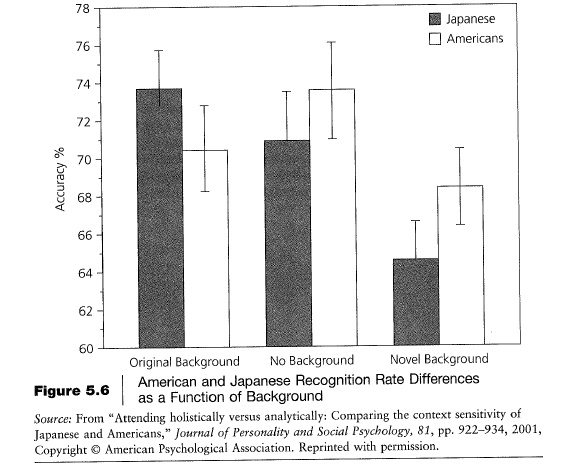 78
76
74
72
70
68
66
64
62
60
Accuracy %
Japanese
Americans
Original Background
No Background
Novel Background
Figure 5.6
American and Japanese Recognition Rate Differences
as a Function of Background
Source: From “Attending holistically versus analytically: Comparing the context sensitivity of
Japanese and Americans,” Journal of Personality and Social Psychology, 81, pp. 922–934, 2001,
Copyright © American Psychological Association. Reprinted with permission.